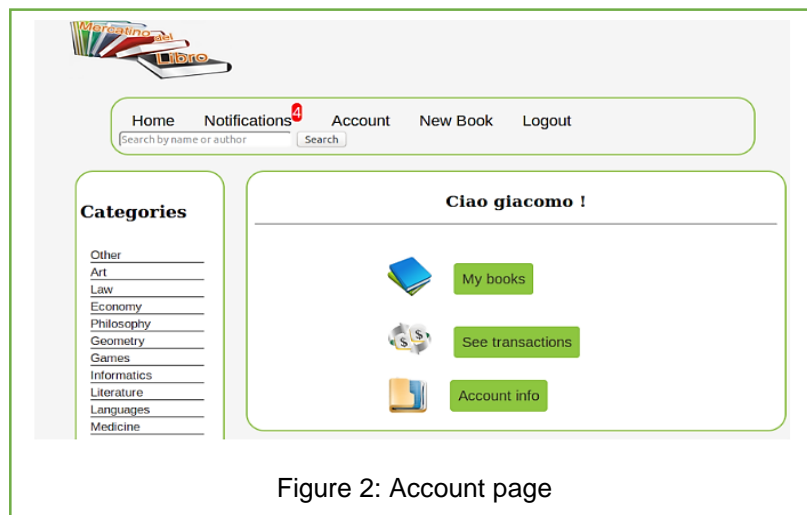 Mercatino del
Libro
Home Notifications 4 Account New Book Logout
Search by name or author Search
Categories
Other
Art
Law
Economy
Philosophy
Geometry
Games
Informatics
Literature
Languages
Medicine
Ciao giacomo !
My books
$ $
See transactions
Account info
Figure 2: Account page